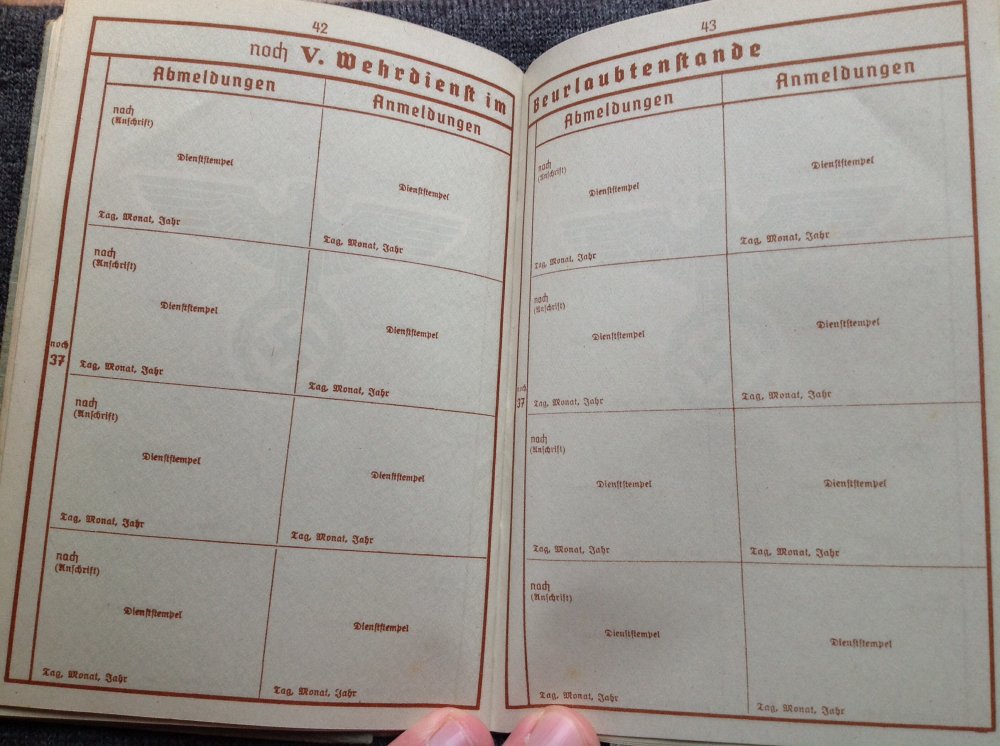 42
noch V. Wehrdienst im
Abmeldungen
Anmeldungen
nach
(Anschrift)
Dienststempel
Dienststempel
Tag, Monat, Jahr
Tag, Monat, Jahr
nach
(Anschrift)
Dienststempel
Dienststempel
noch
37
Tag, Monat, Jahr
Tag, Monat, Jahr
nach
(Anschrift)
Dienststempel
Dienststempel
Tag, Monat, Jahr
Tag, Monat, Jahr
nach
(Anschrift)
Dienststempel
Dienststempel
Tag, Monat, Jahr
Tag, Monat, Jahr
43
Beurlaubtenstande
Abmeldungen
Anmeldungen
nach
(Anschrift)
Dienststempel
Dienststempel
Tag, Monat, Jahr
Tag, Monat, Jahr
nach
(Anschrift)
Dienststempel
Dienststempel
noch
37
Tag, Monat, Jahr
Tag, Monat, Jahr
nach
(Anschrift)
Dienststempel
Dienststempel
Tag, Monat, Jahr
Tag, Monat, Jahr
nach
(Anschrift)
Dienststempel
Dienststempel
Tag, Monat, Jahr
Tag, Monat, Jahr